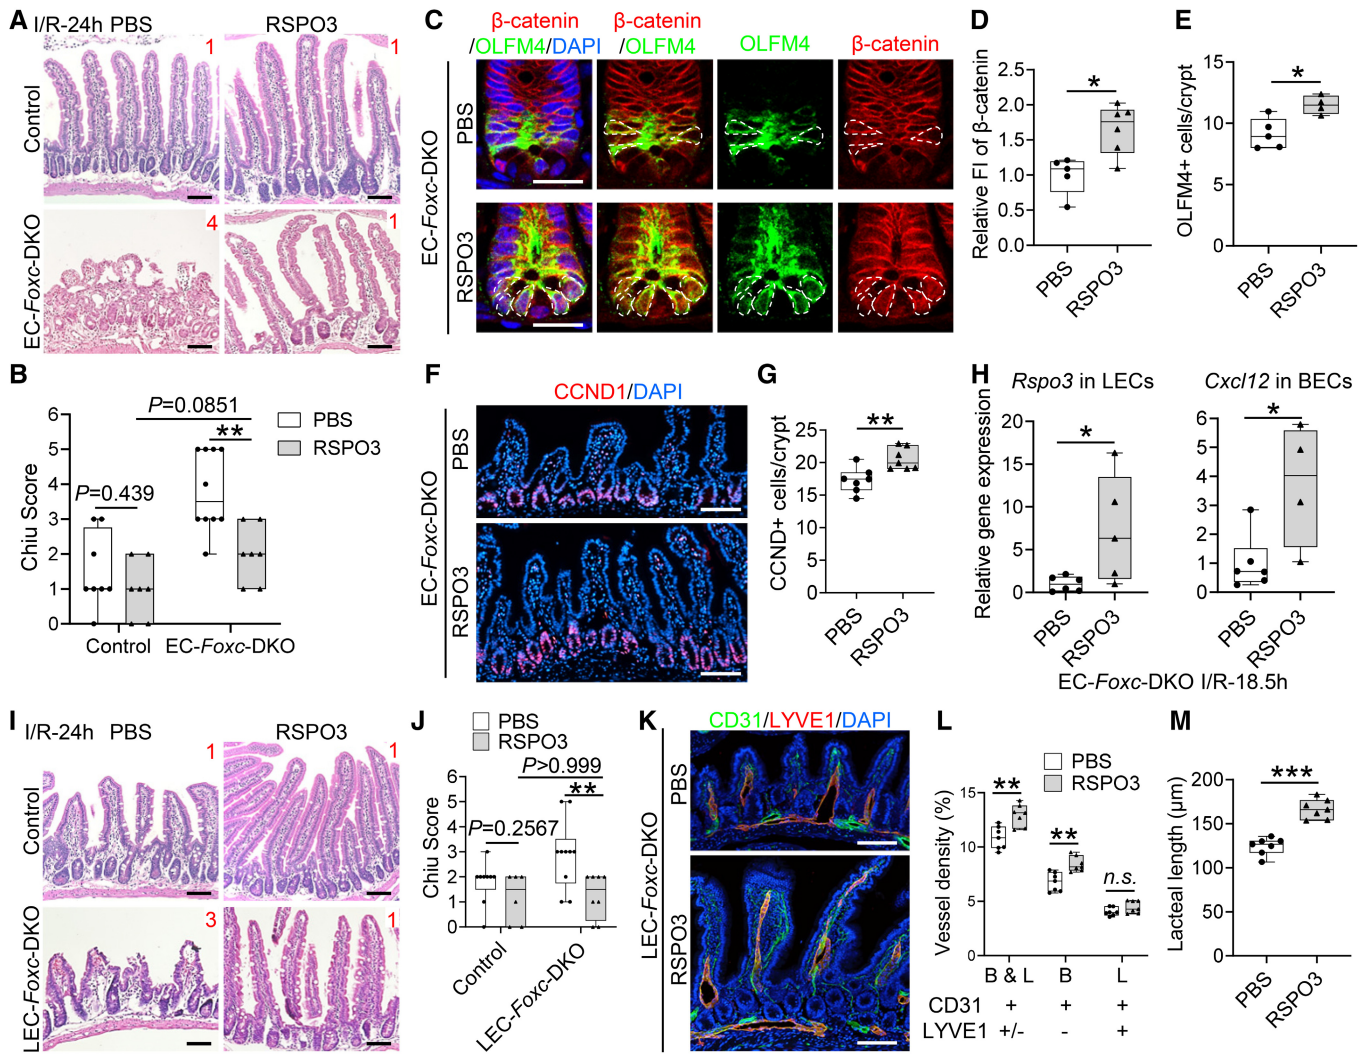 A
I/R-24h PBS
RSPO3
Control
EC-Foxc-DKO
1
1
4
1
B
Chiu Score
6
5
4
3
2
1
0
P=0.0851
**
P=0.439
PBS
RSPO3
Control
EC-Foxc-DKO
C
β-catenin
/OLFM4/DAPI
β-catenin
/OLFM4
OLFM4
β-catenin
EC-Foxc-DKO
PBS
RSPO3
D
Relative FI of β-catenin
2.5
2.0
1.5
1.0
0.5
0.0
*
PBS
RSPO3
E
OLFM4+ cells/crypt
15
10
5
0
*
PBS
RSPO3
F
CCND1/DAPI
EC-Foxc-DKO
PBS
RSPO3
G
CCND+ cells/crypt
25
20
15
10
5
0
**
PBS
RSPO3
H
Relative gene expression
Rspo3 in LECs
20
15
10
5
0
*
PBS
RSPO3
Cxcl12 in BECs
6
5
4
3
2
1
0
*
PBS
RSPO3
EC-Foxc-DKO I/R-18.5h
I
I/R-24h PBS
RSPO3
Control
LEC-Foxc-DKO
1
1
3
1
J
PBS
RSPO3
Chiu Score
6
5
4
3
2
1
0
P>0.999
**
P=0.2567
Control
LEC-Foxc-DKO
K
CD31/LYVE1/DAPI
LEC-Foxc-DKO
PBS
RSPO3
L
PBS
RSPO3
Vessel density (%)
15
10
5
0
**
**
n.s.
B & L B L
CD31 + + +
LYVE1 +/- - +
M
Lacteal length (μm)
200
150
100
50
0
***
PBS
RSPO3